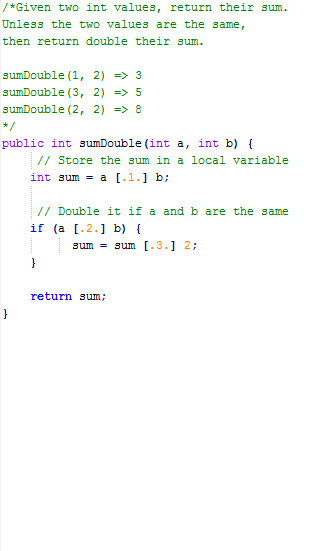 /*Given two int values, return their sum.
Unless the two values are the same,
then return double their sum.
sumDouble(1, 2) => 3
sumDouble(3, 2) => 5
sumDouble(2, 2) => 8
*/
public int sumDouble(int a, int b) {
// Store the sum in a local variable
int sum = a [.1.] b;
// Double it if a and b are the same
if (a [.2.] b) {
sum = sum [.3.] 2;
}
return sum;
}